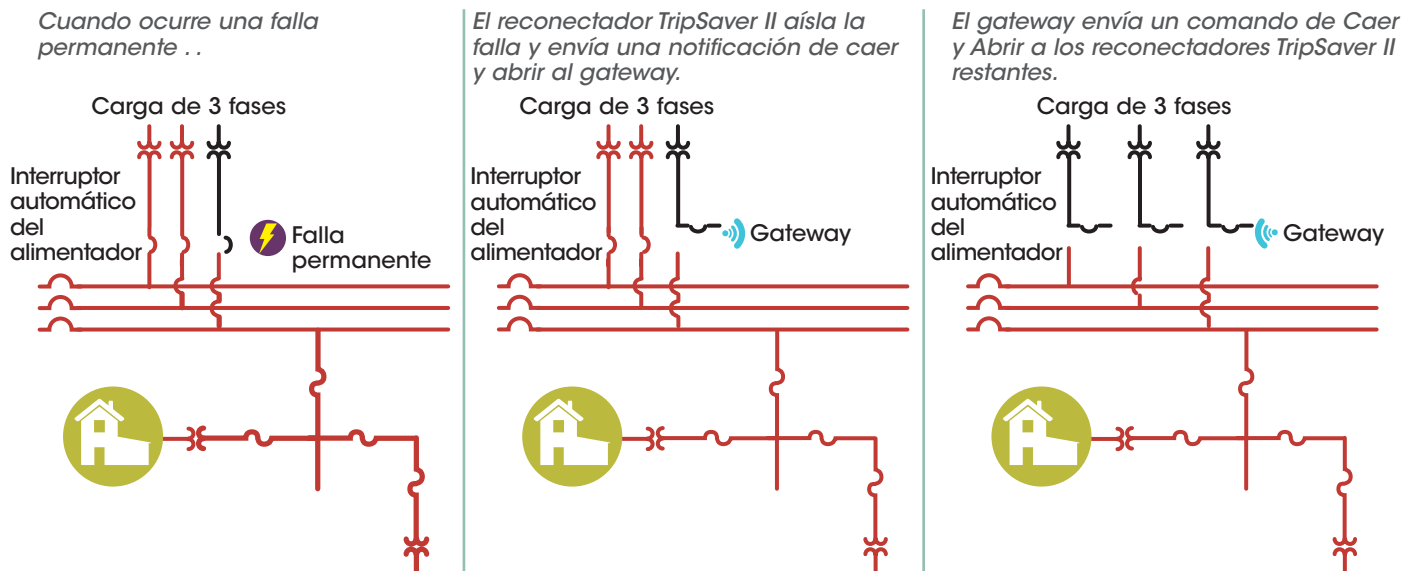 Cuando ocurre una falla
permanente . .
Carga de 3 fases
Interruptor
automático
del
alimentador
Falla
permanente
El reconectador TripSaver II aísla la
falla y envía una notificación de caer
y abrir al gateway.
Carga de 3 fases
Interruptor
automático
del
alimentador
Gateway
El gateway envía un comando de Caer
y Abrir a los reconectadores TripSaver II
restantes.
Carga de 3 fases
Interruptor
automático
del
alimentador
Gateway